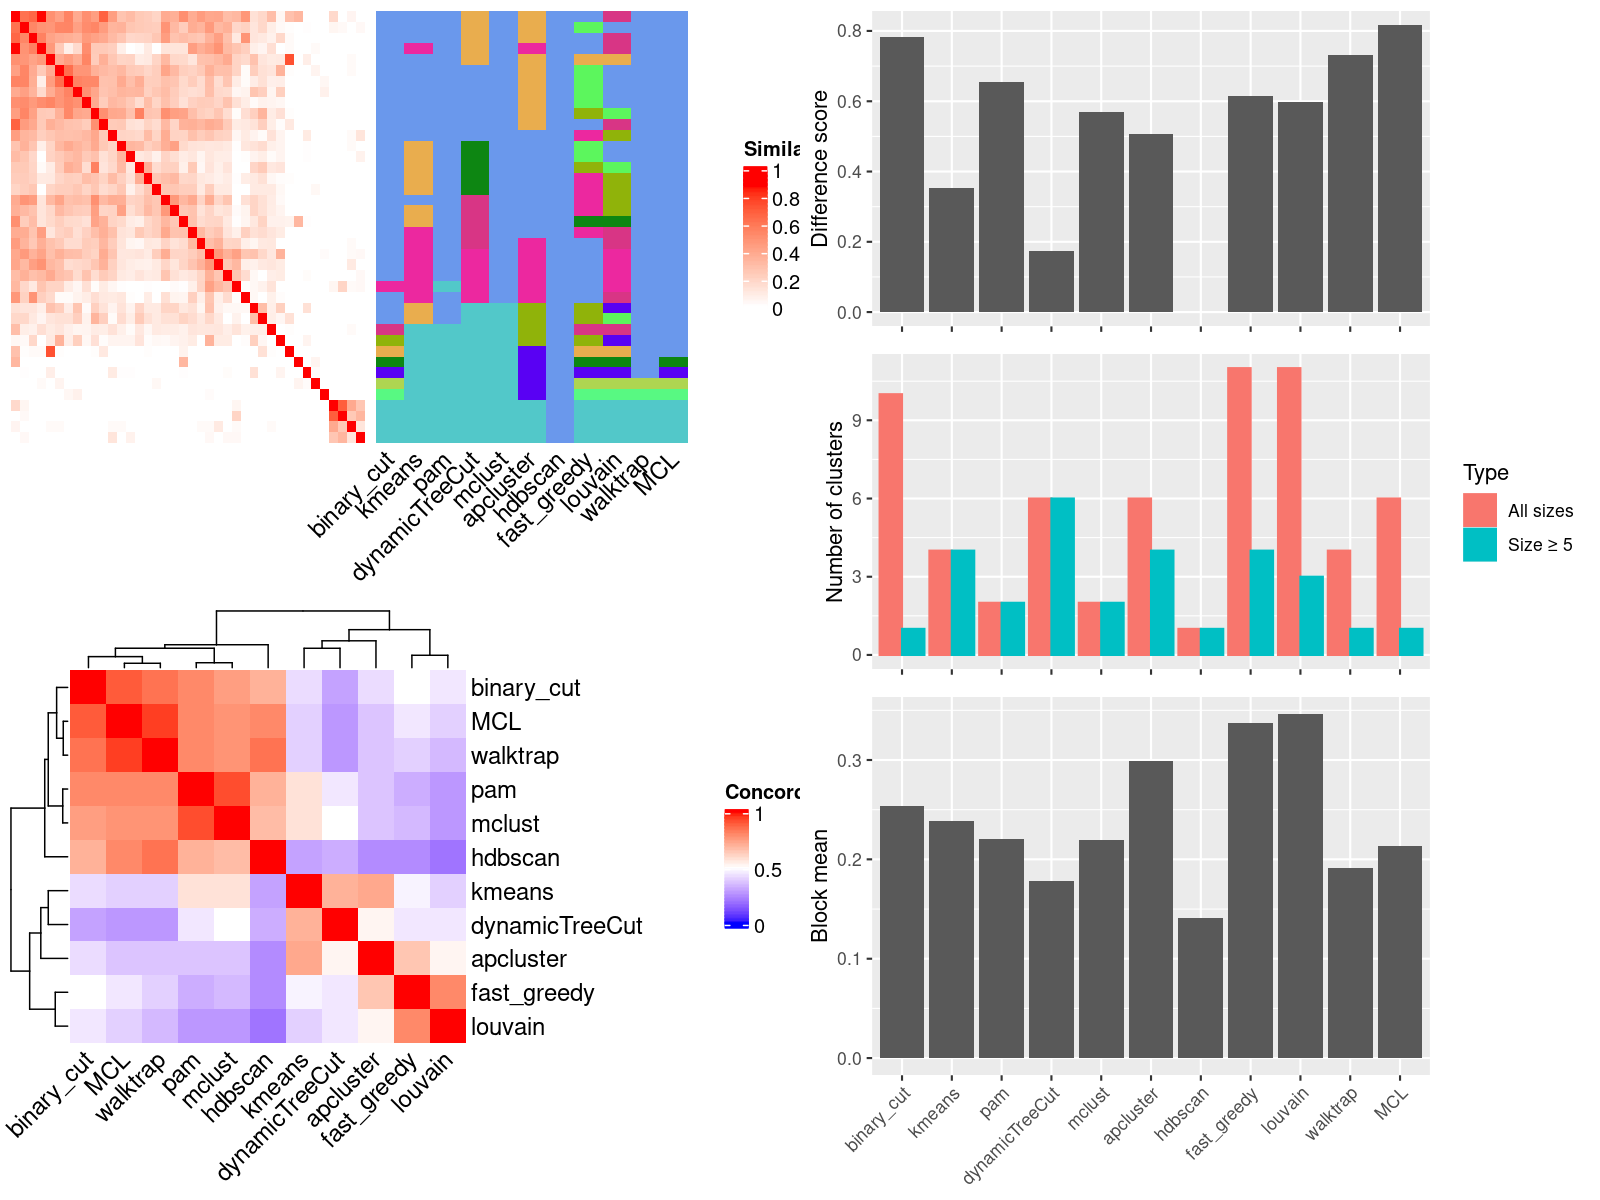 Simila
1
0.8
0.6
0.4
0.2
0
binary_cut
kmeans
pam
dynamicTreeCut
mclust
apcluster
hdbscan
fast_greedy
louvain
walktrap
MCL
binary_cut
MCL
walktrap
pam
mclust
hdbscan
kmeans
dynamicTreeCut
apcluster
fast_greedy
louvain
binary_cut
MCL
walktrap
pam
mclust
hdbscan
kmeans
dynamicTreeCut
apcluster
fast_greedy
louvain
Concord
1
0.5
0
Difference score
0.8
0.6
0.4
0.2
0.0
Number of clusters
9
6
3
0
Type
All sizes
Size ≥ 5
Block mean
0.3
0.2
0.1
0.0
binary_cut
kmeans
pam
dynamicTreeCut
mclust
apcluster
hdbscan
fast_greedy
louvain
walktrap
MCL